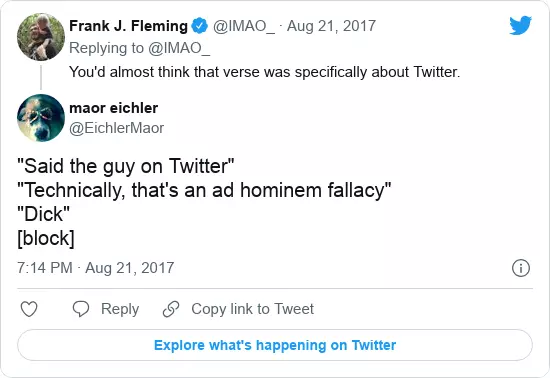 Frank J. Fleming @IMAO_ · Aug 21, 2017
Replying to @IMAO_
You'd almost think that verse was specifically about Twitter.
maor eichler
@EichlerMaor
"Said the guy on Twitter"
"Technically, that's an ad hominem fallacy"
"Dick"
[block]
7:14 PM · Aug 21, 2017
Reply
Copy link to Tweet
Explore what's happening on Twitter